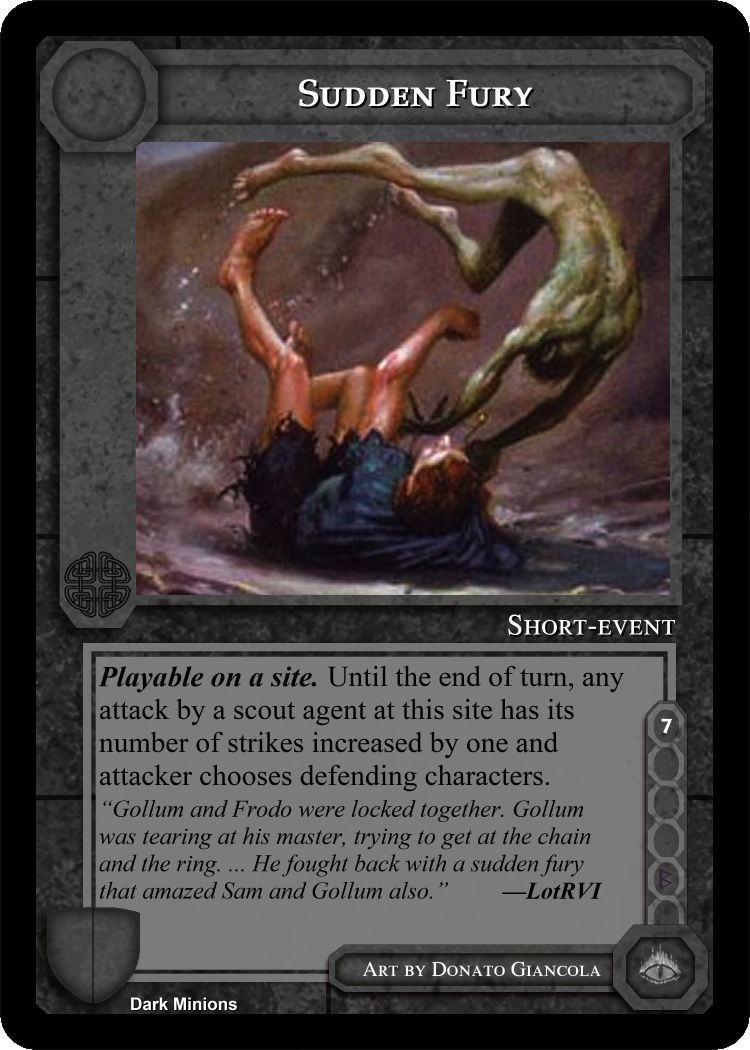 Sudden Fury
Short-event
Playable on a site. Until the end of turn, any
attack by a scout agent at this site has its
number of strikes increased by one and
attacker chooses defending characters.
“Gollum and Frodo were locked together. Gollum
was tearing at his master, trying to get at the chain
and the ring. ... He fought back with a sudden fury
that amazed Sam and Gollum also.” —LotRVI
7
B
Art by Donato Giancola
Dark Minions